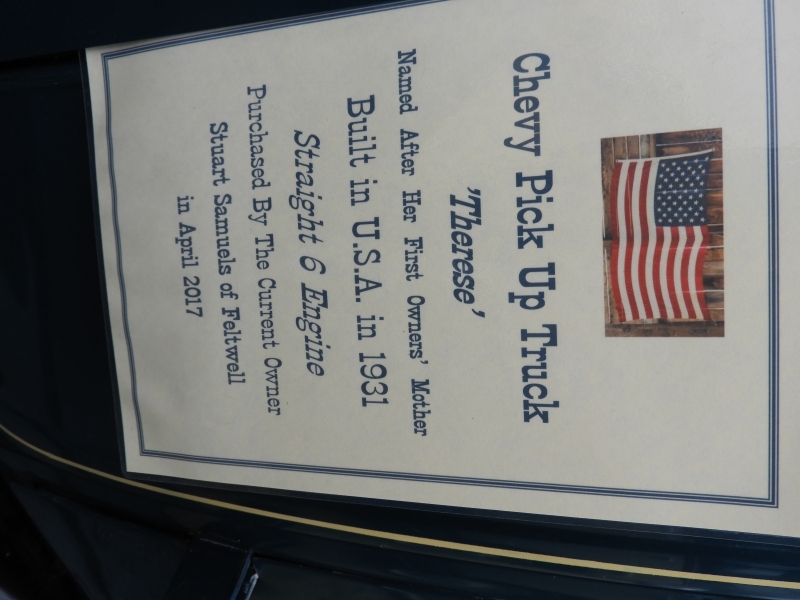 Chevy Pick Up Truck
'Therese'
Named After Her First Owners' Mother
Built in U.S.A. in 1931
Straight 6 Engine
Purchased By The Current Owner
Stuart Samuels of Feltwell
in April 2017